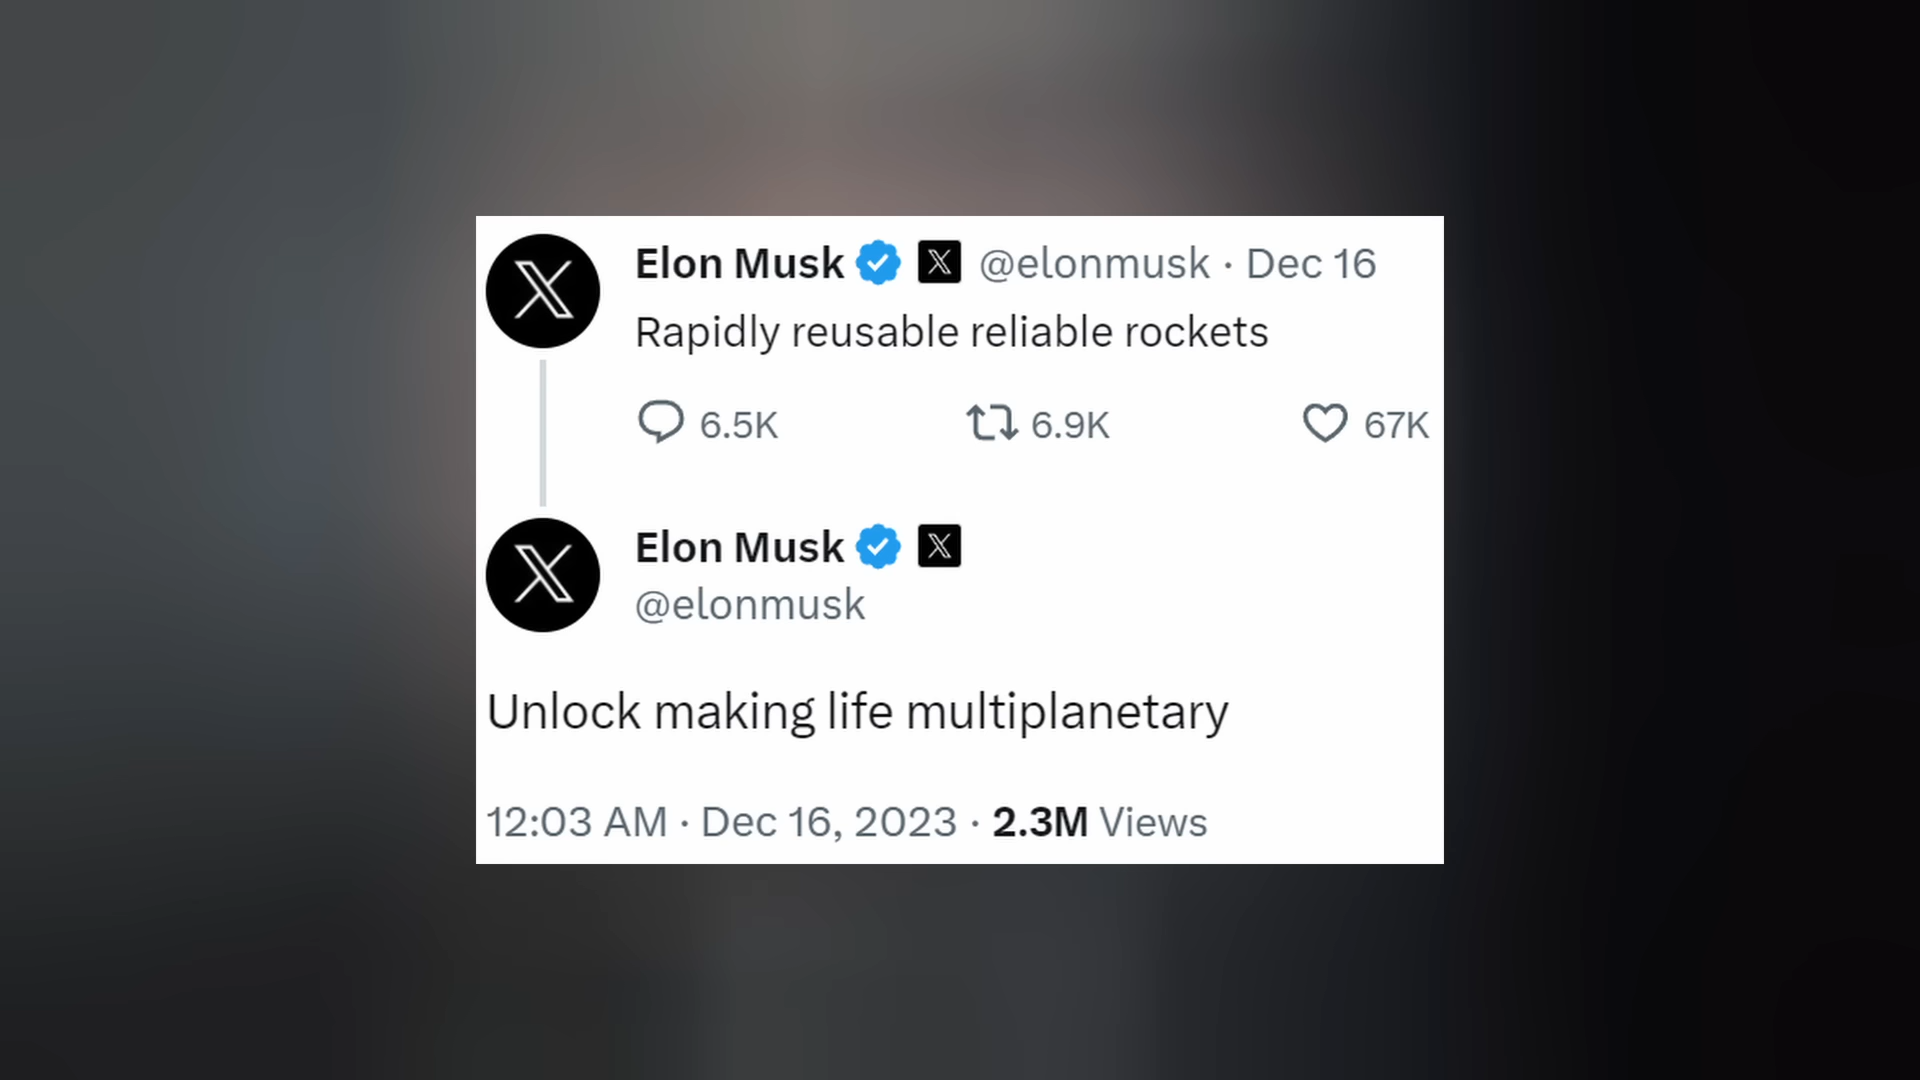 Elon Musk @elonmusk · Dec 16
Rapidly reusable reliable rockets
6.5K 6.9K 67K
Elon Musk
@elonmusk
Unlock making life multiplanetary
12:03 AM · Dec 16, 2023 · 2.3M Views